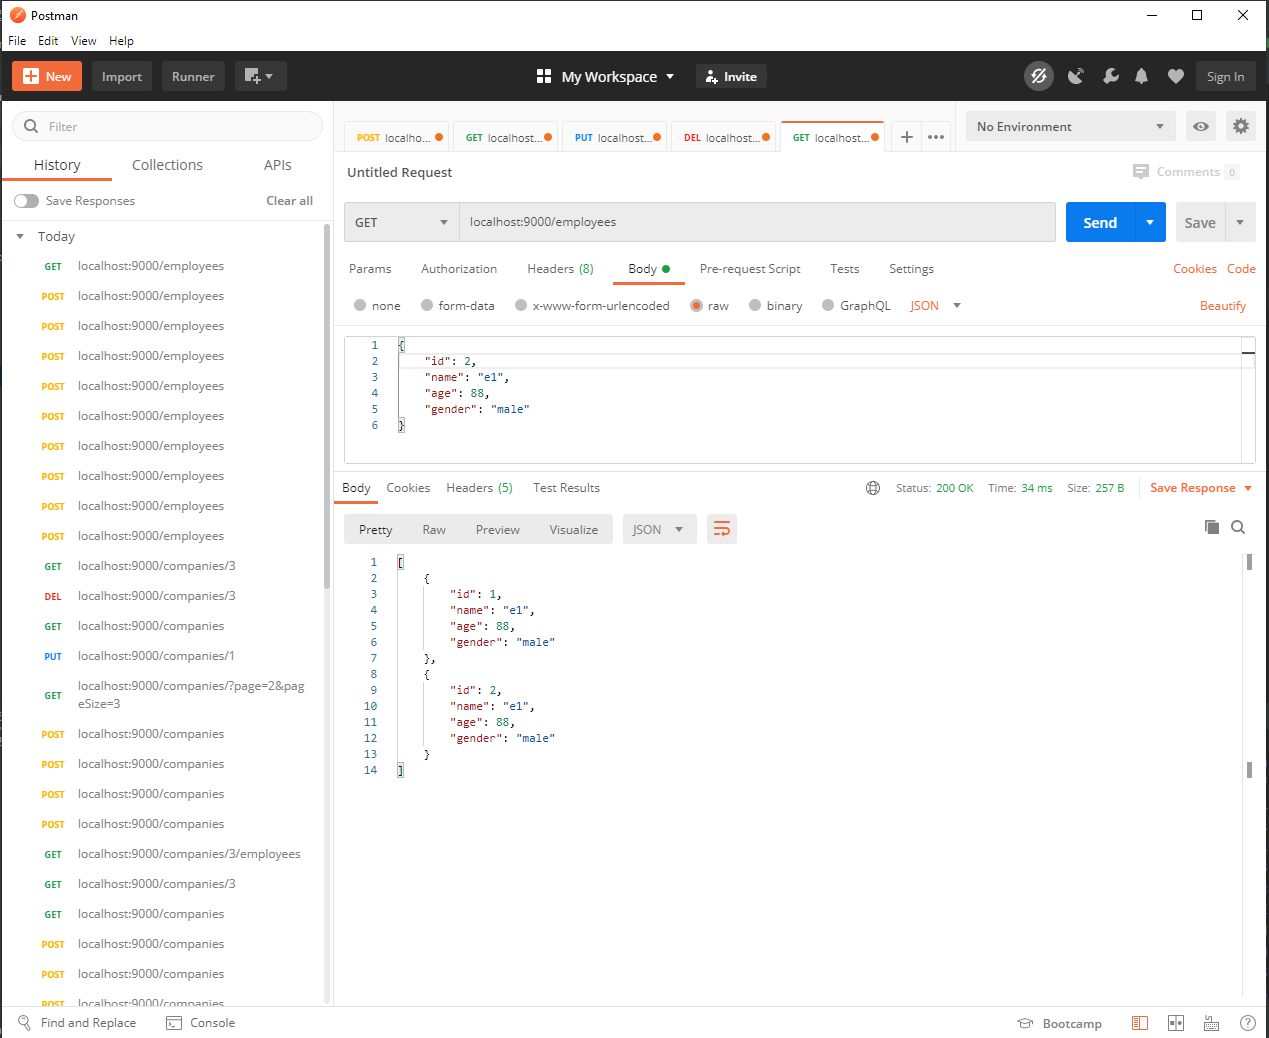 Postman
File Edit View Help
New Import Runner My Workspace Invite Sign In
Filter
History Collections APIs
Save Responses Clear all
Today
GET localhost:9000/employees
POST localhost:9000/employees
POST localhost:9000/employees
POST localhost:9000/employees
POST localhost:9000/employees
POST localhost:9000/employees
POST localhost:9000/employees
POST localhost:9000/employees
POST localhost:9000/employees
POST localhost:9000/employees
GET localhost:9000/companies/3
DEL localhost:9000/companies/3
GET localhost:9000/companies
PUT localhost:9000/companies/1
GET localhost:9000/companies/?page=2&pag
eSize=3
POST localhost:9000/companies
POST localhost:9000/companies
POST localhost:9000/companies
POST localhost:9000/companies
GET localhost:9000/companies/3/employees
GET localhost:9000/companies/3
GET localhost:9000/companies
POST localhost:9000/companies
POST localhost:9000/companies
POST localhost:9000/companies
POST localho... GET localhost... PUT localhost... DEL localhost... GET localhost... + ••• No Environment
Untitled Request Comments 0
GET localhost:9000/employees Send Save
Params Authorization Headers (8) Body Pre-request Script Tests Settings Cookies Code
none form-data x-www-form-urlencoded raw binary GraphQL JSON Beautify
1 {
2 "id": 2,
3 "name": "e1",
4 "age": 88,
5 "gender": "male"
6 }
Body Cookies Headers (5) Test Results Status: 200 OK Time: 34 ms Size: 257 B Save Response
Pretty Raw Preview Visualize JSON
1 [
2 {
3 "id": 1,
4 "name": "e1",
5 "age": 88,
6 "gender": "male"
7 },
8 {
9 "id": 2,
10 "name": "e1",
11 "age": 88,
12 "gender": "male"
13 }
14 ]
Find and Replace Console Bootcamp